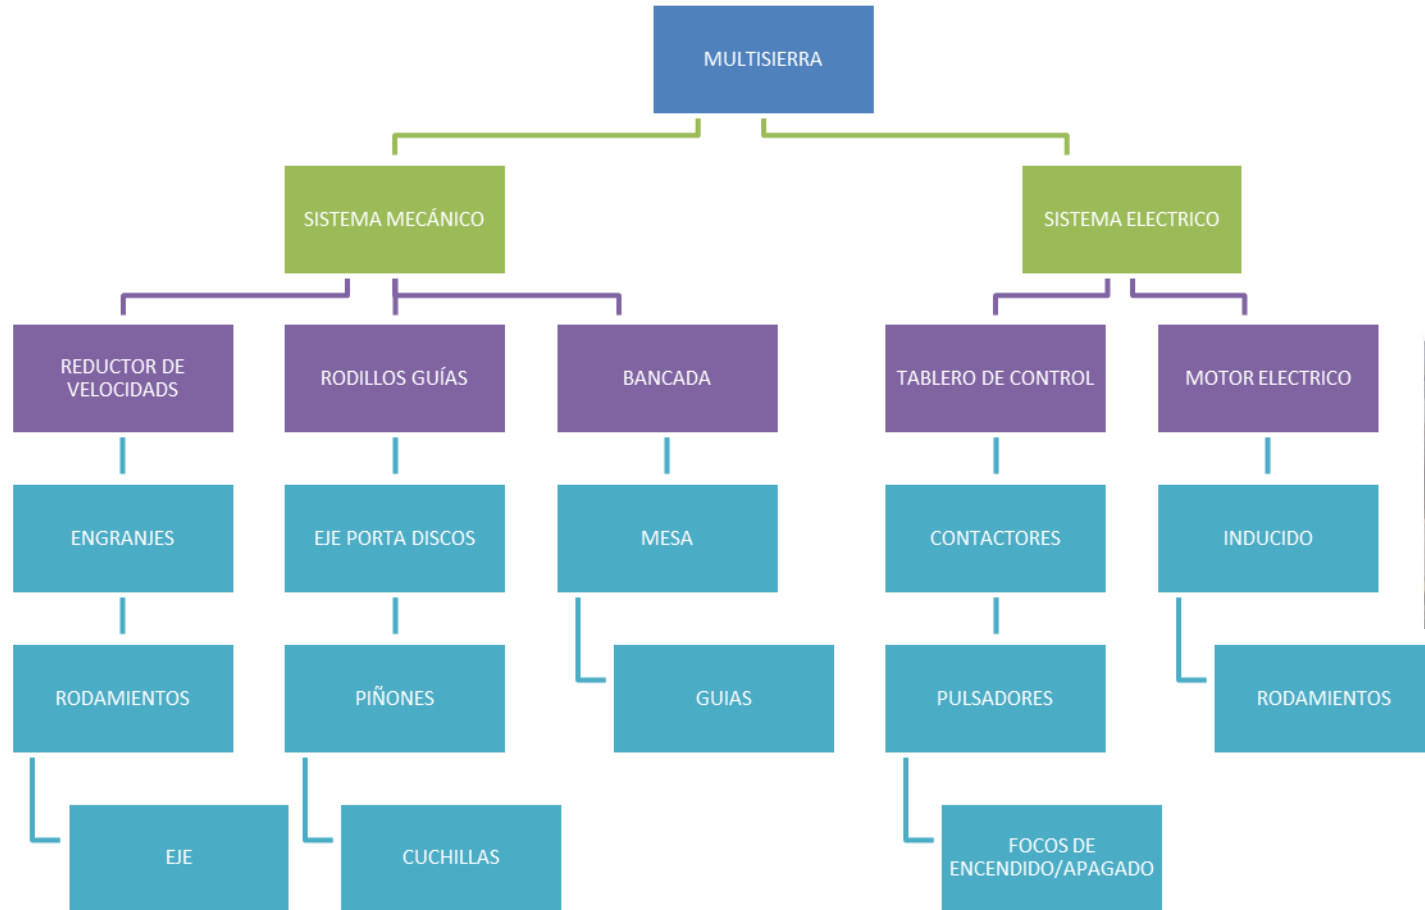 MULTISIERRA
SISTEMA MECÁNICO
SISTEMA ELECTRICO
REDUCTOR DE
VELOCIDADS
RODILLOS GUÍAS
BANCADA
TABLERO DE CONTROL
MOTOR ELECTRICO
ENGRANJES
EJE PORTA DISCOS
MESA
CONTACTORES
INDUCIDO
RODAMIENTOS
PIÑONES
GUIAS
PULSADORES
RODAMIENTOS
EJE
CUCHILLAS
FOCOS DE
ENCENDIDO/APAGADO